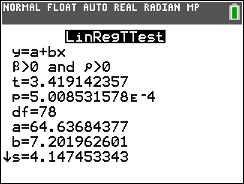 NORMAL FLOAT AUTO REAL RADIAN MP
LinRegTTest
y=a+bx
β>0 and ρ>0
t=3.419142357
p=5.008531578ᴇ-4
df=78
a=64.63684377
b=7.201962601
↓s=4.147453343